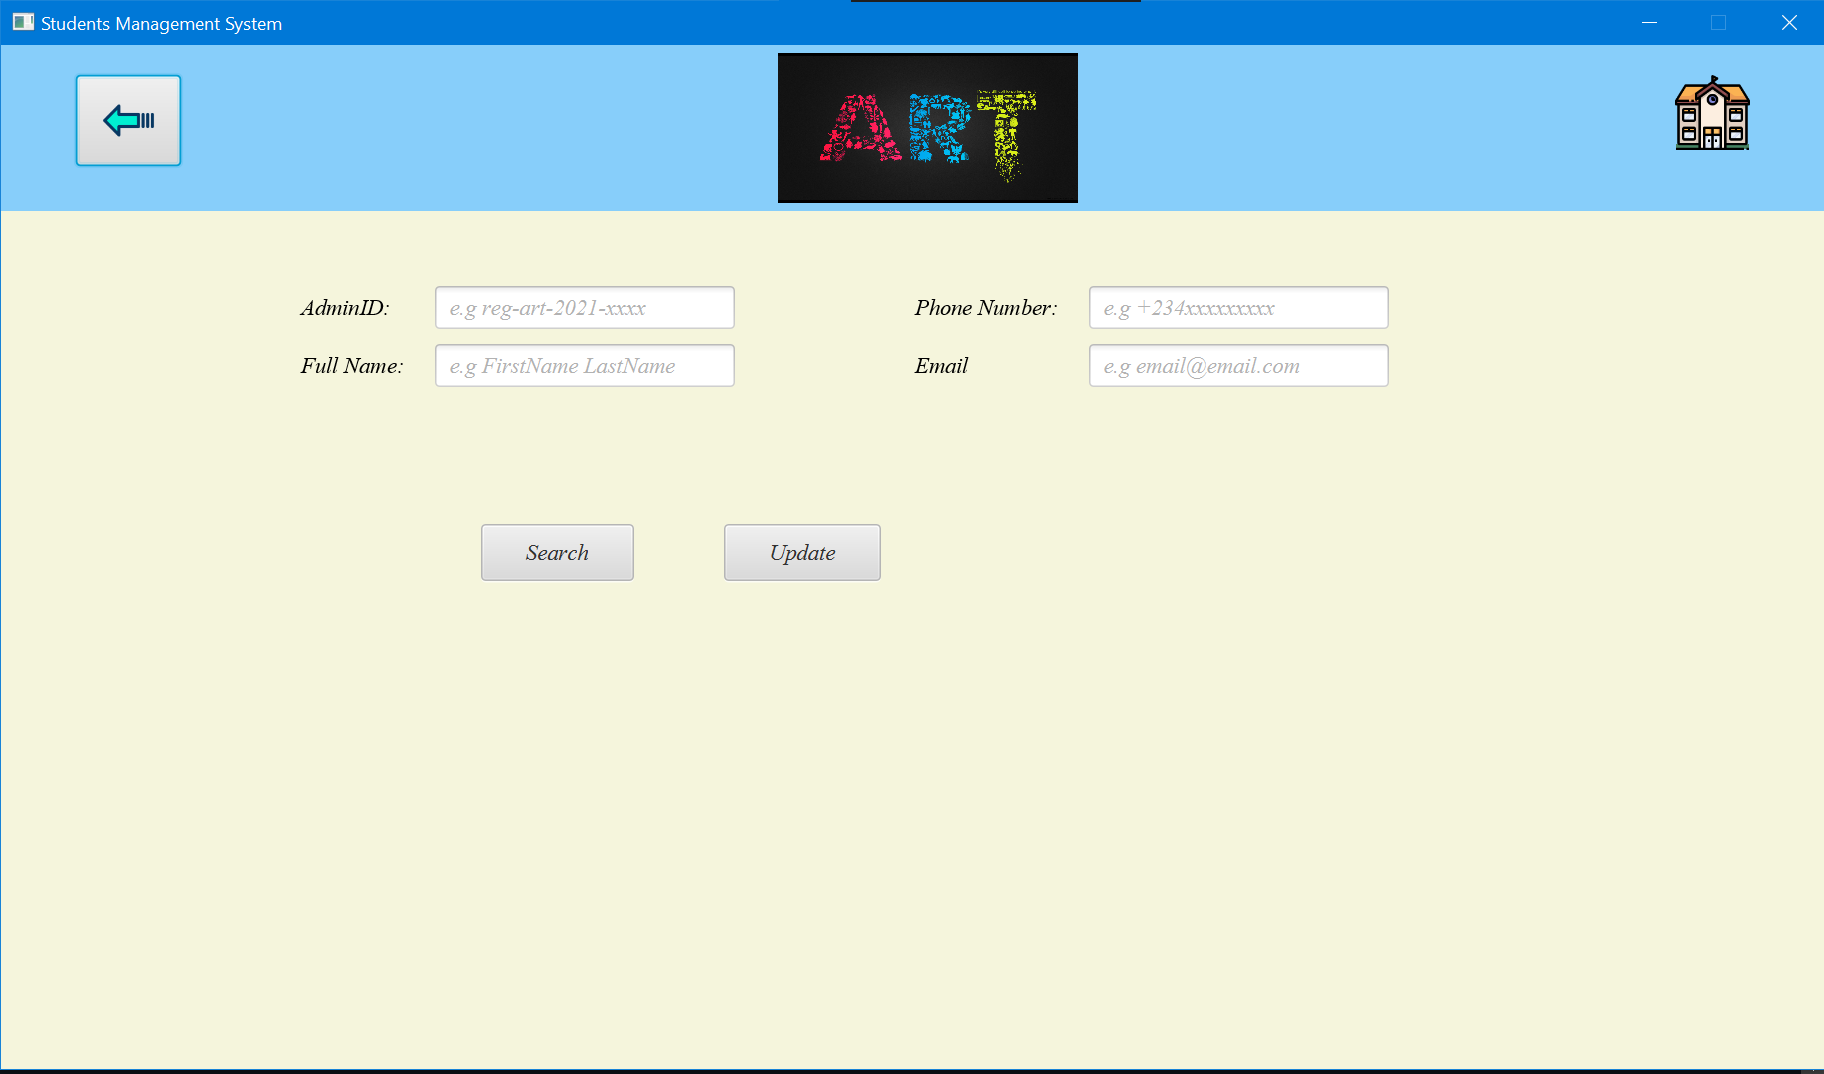 Students Management System
ART
AdminID: e.g reg-art-2021-xxxx Phone Number: e.g +234xxxxxxxxx
Full Name: e.g FirstName LastName Email e.g email@email.com
Search Update